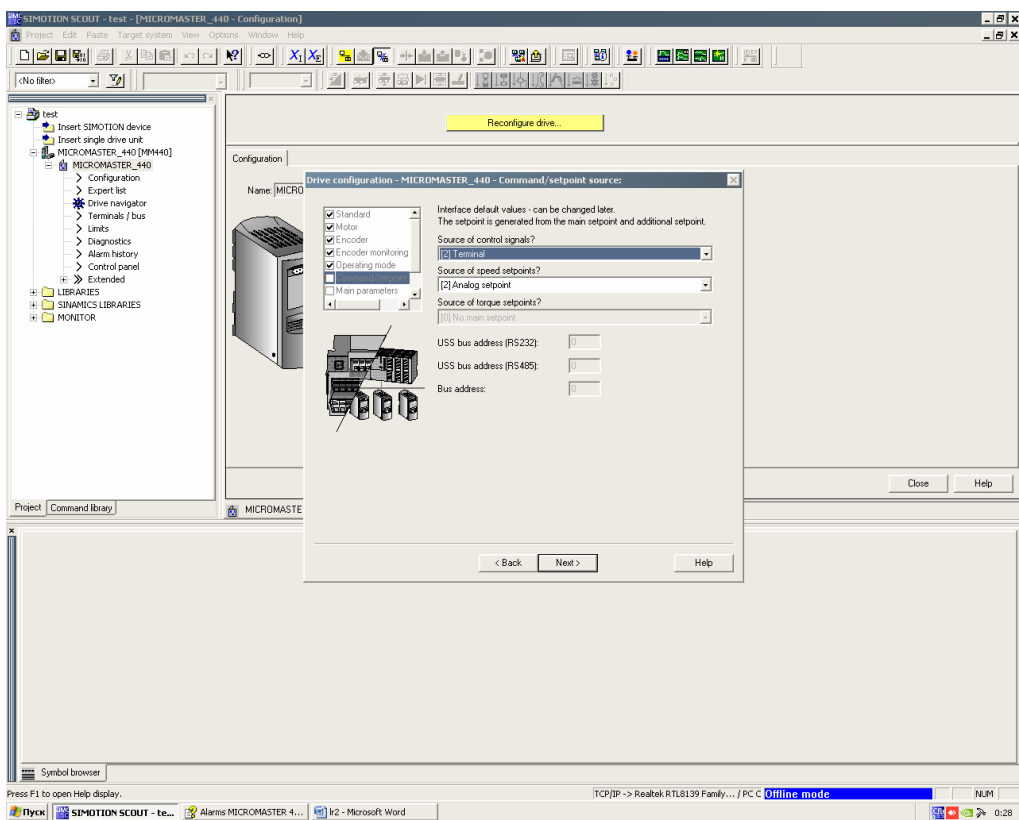 SIMOTION SCOUT - test - [MICROMASTER_440 - Configuration]
Project Edit Paste Target system View Options Window Help
<No filter>
test
Insert SIMOTION device
Insert single drive unit
MICROMASTER_440 [MM440]
MICROMASTER_440
Configuration
Expert list
Drive navigator
Terminals / bus
Limits
Diagnostics
Alarm history
Control panel
Extended
LIBRARIES
SINAMICS LIBRARIES
MONITOR
Project Command library
Reconfigure drive...
Configuration
Name: MICRO
Drive configuration - MICROMASTER_440 - Command/setpoint source:
Standard
Motor
Encoder
Encoder monitoring
Operating mode
Command/setpoint
Main parameters
Interface default values - can be changed later.
The setpoint is generated from the main setpoint and additional setpoint.
Source of control signals?
[2] Terminal
Source of speed setpoints?
[2] Analog setpoint
Source of torque setpoints?
[0] No main setpoint
USS bus address (RS232): 0
USS bus address (RS485): 0
Bus address: 0
< Back Next > Help
Close Help
MICROMASTE
Symbol browser
Press F1 to open Help display.
TCP/IP -> Realtek RTL8139 Family... / PC C Offline mode NUM
Пуск SIMOTION SCOUT - te... Alarms MICROMASTER 4... lr2 - Microsoft Word 0:28